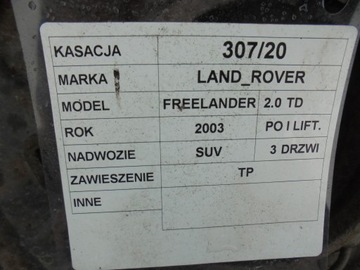 KASACJA 307/20
MARKA LAND_ROVER
MODEL FREELANDER 2.0 TD
ROK 2003 PO I LIFT.
NADWOZIE SUV 3 DRZWI
ZAWIESZENIE TP
INNE